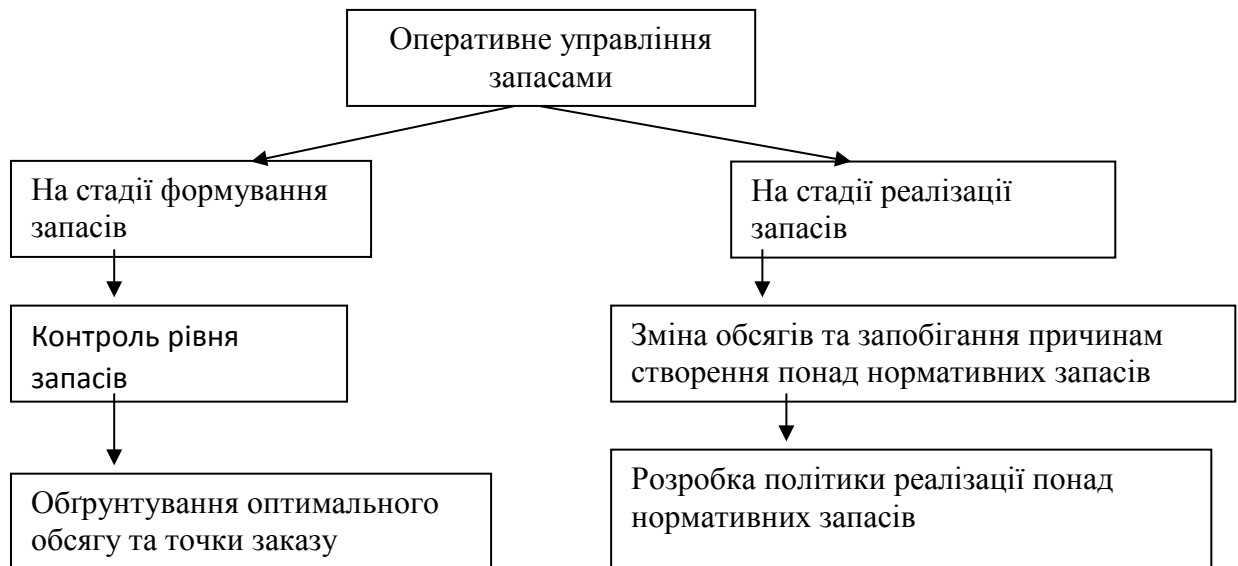 Оперативне управління
запасами
На стадії формування
запасів
На стадії реалізації
запасів
Контроль рівня
запасів
Зміна обсягів та запобігання причинам
створення понад нормативних запасів
Обґрунтування оптимального
обсягу та точки заказу
Розробка політики реалізації понад
нормативних запасів